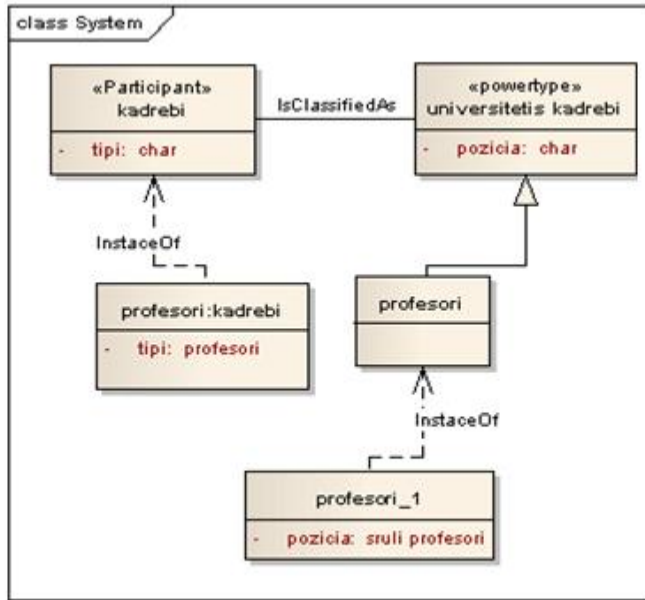 class System
«Participant»
kadrebi
- tipi: char
IsClassifiedAs
«powertype»
universitetis kadrebi
- pozicia: char
InstaceOf
profesori:kadrebi
- tipi: profesori
profesori
InstaceOf
profesori_1
- pozicia: sruli profesori